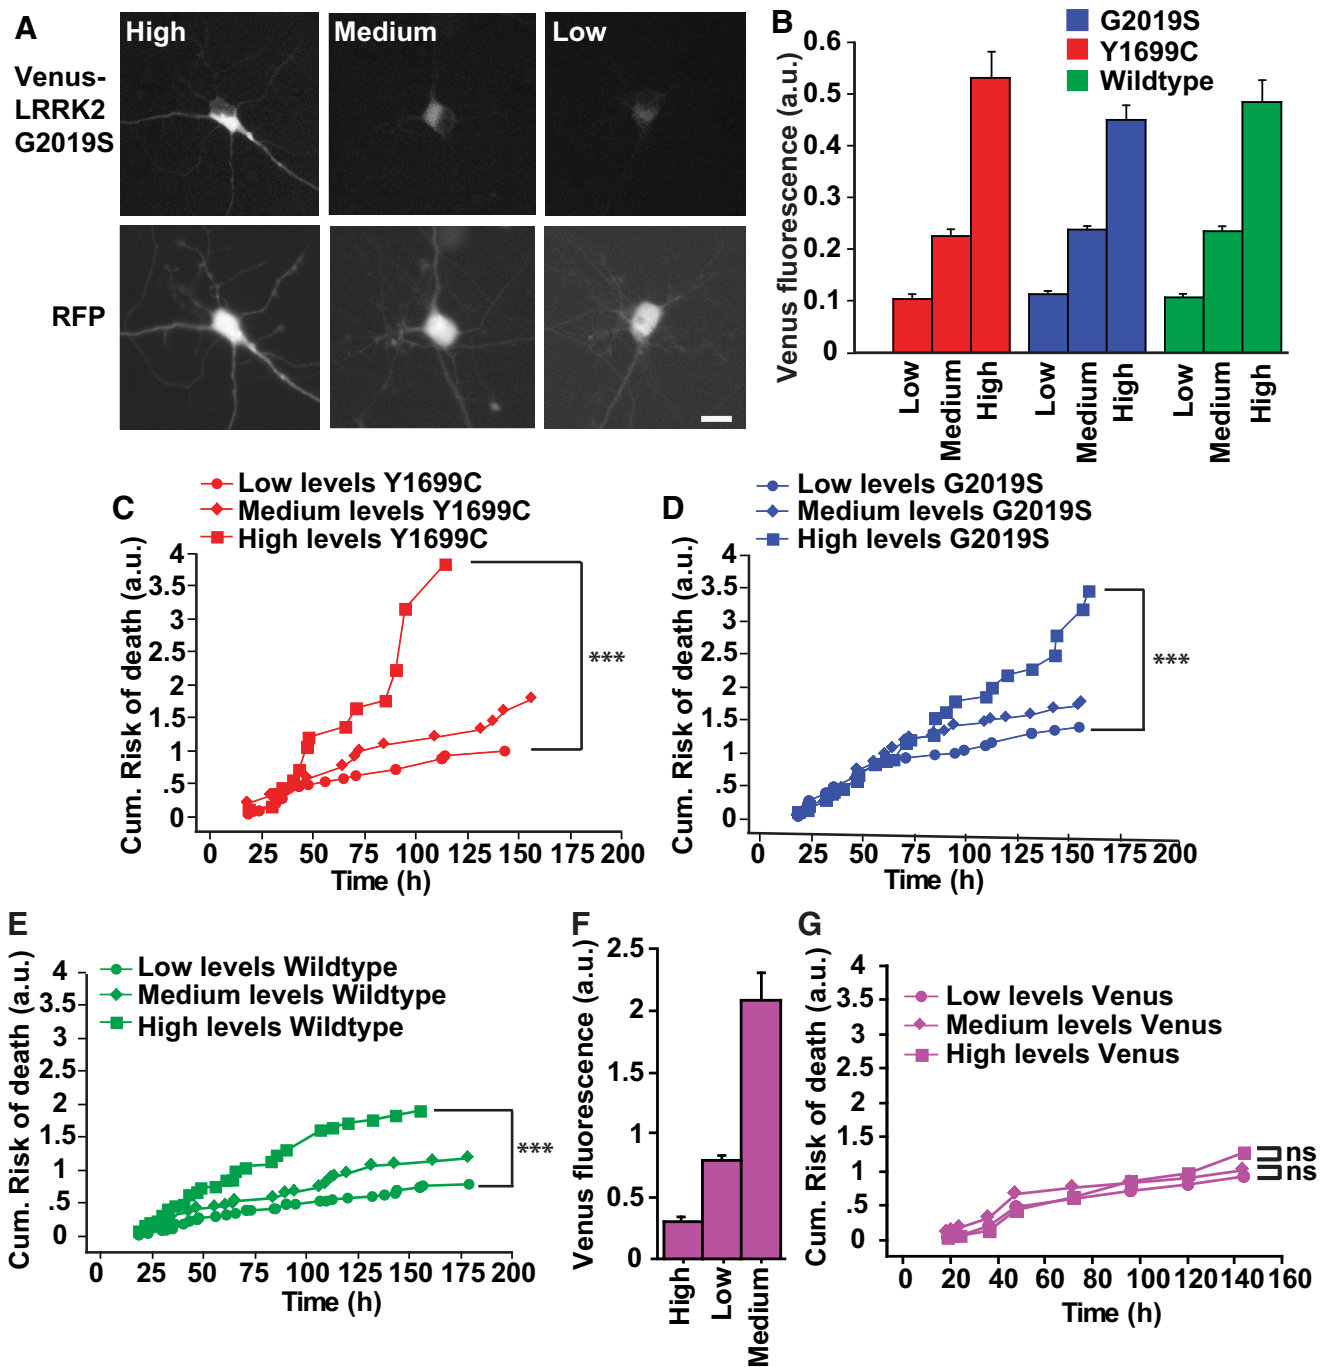 A
High
Medium
Low
Venus-
LRRK2
G2019S
RFP
B
G2019S
Y1699C
Wildtype
Venus fluorescence (a.u.)
0.6
0.5
0.4
0.3
0.2
0.1
0
Low
Medium
High
Low
Medium
High
Low
Medium
High
C
Low levels Y1699C
Medium levels Y1699C
High levels Y1699C
Cum. Risk of death (a.u.)
4
3.5
3
2.5
2
1.5
1
.5
0
***
0 25 50 75 100 125 150 175 200
Time (h)
D
Low levels G2019S
Medium levels G2019S
High levels G2019S
Cum. Risk of death (a.u.)
4
3.5
3
2.5
2
1.5
1
.5
0
***
0 25 50 75 100 125 150 175 200
Time (h)
E
Low levels Wildtype
Medium levels Wildtype
High levels Wildtype
Cum. Risk of death (a.u.)
4
3.5
3
2.5
2
1.5
1
.5
0
***
0 25 50 75 100 125 150 175 200
Time (h)
F
Venus fluorescence (a.u.)
2.5
2
1.5
1
0.5
0
High
Low
Medium
G
Low levels Venus
Medium levels Venus
High levels Venus
Cum. Risk of death (a.u.)
4
3.5
3
2.5
2
1.5
1
.5
0
ns
ns
0 20 40 60 80 100 120 140 160
Time (h)